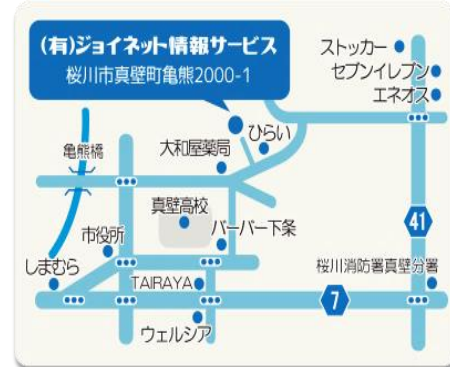 (有)ジョイネット情報サービス
桜川市真壁町亀熊2000-1
ストッカー
セブンイレブン
エネオス
ひらい
亀熊橋
大和屋薬局
真壁高校
41
市役所
バーバー下条
しまむら
桜川消防署真壁分署
TAIRAYA
7
ウェルシア